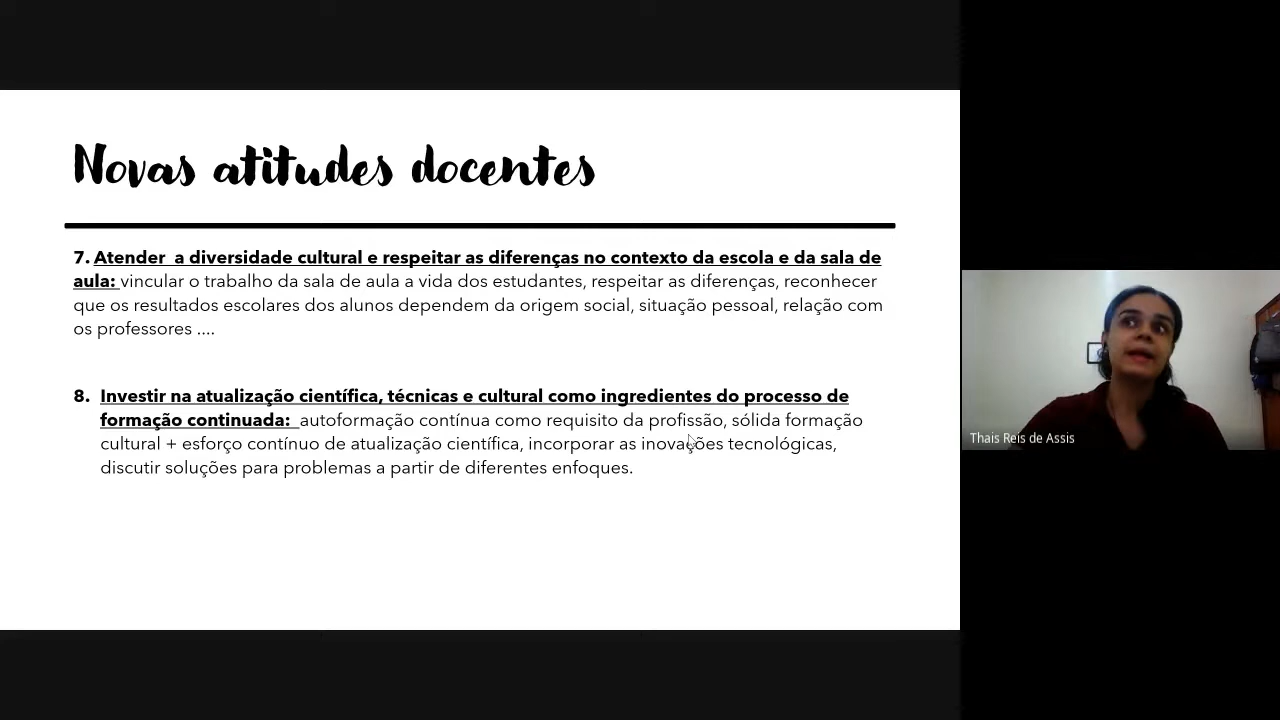 Novas atitudes docentes
7. Atender  a diversidade cultural e respeitar as diferenças no contexto da escola e da sala de
aula: vincular o trabalho da sala de aula a vida dos estudantes, respeitar as diferenças, reconhecer
que os resultados escolares dos alunos dependem da origem social, situação pessoal, relação com
os professores ....
8. Investir na atualização científica, técnicas e cultural como ingredientes do processo de
formação continuada:  autoformação contínua como requisito da profissão, sólida formação
cultural + esforço contínuo de atualização científica, incorporar as inovações tecnológicas,
discutir soluções para problemas a partir de diferentes enfoques.
Thais Reis de Assis